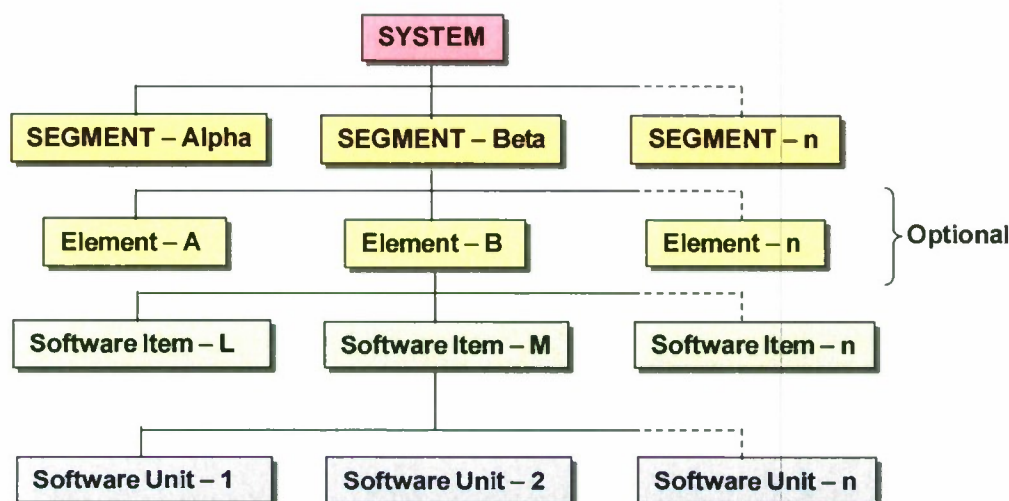 SYSTEM
SEGMENT – Alpha
SEGMENT – Beta
SEGMENT – n
Element – A
Element – B
Element – n
Optional
Software Item – L
Software Item – M
Software Item – n
Software Unit – 1
Software Unit – 2
Software Unit – n